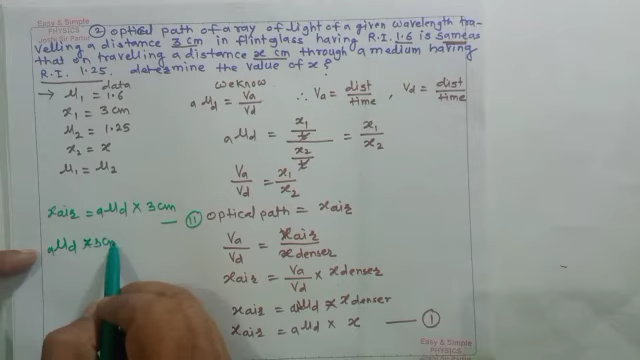 Easy & Simple
PHYSICS
② optical path of a ray of light of a given wavelength tra-
velling a distance 3 cm in flintglass having R.I. 1.6 is same as
that on travelling a distance x cm through a medium having
R.I. 1.25. determine the value of x?
→ data
μ₁ = 1.6
x₁ = 3 cm
μ₂ = 1.25
x₂ = x
μ₁ = μ₂
we know
aμd = Va/Vd ∴ Va = dist/time , Vd = dist/time
aμd = (x₁/t)/(x₂/t) = x₁/x₂
Va/Vd = x₁/x₂
optical path = xair
Va/Vd = xair/xdenser
xair = Va/Vd × xdenser
xair = aμd × xdenser
xair = aμd × x — ①
xair = aμd × 3cm — ⑪
aμd × 3cm
Easy & Simple
PHYSICS